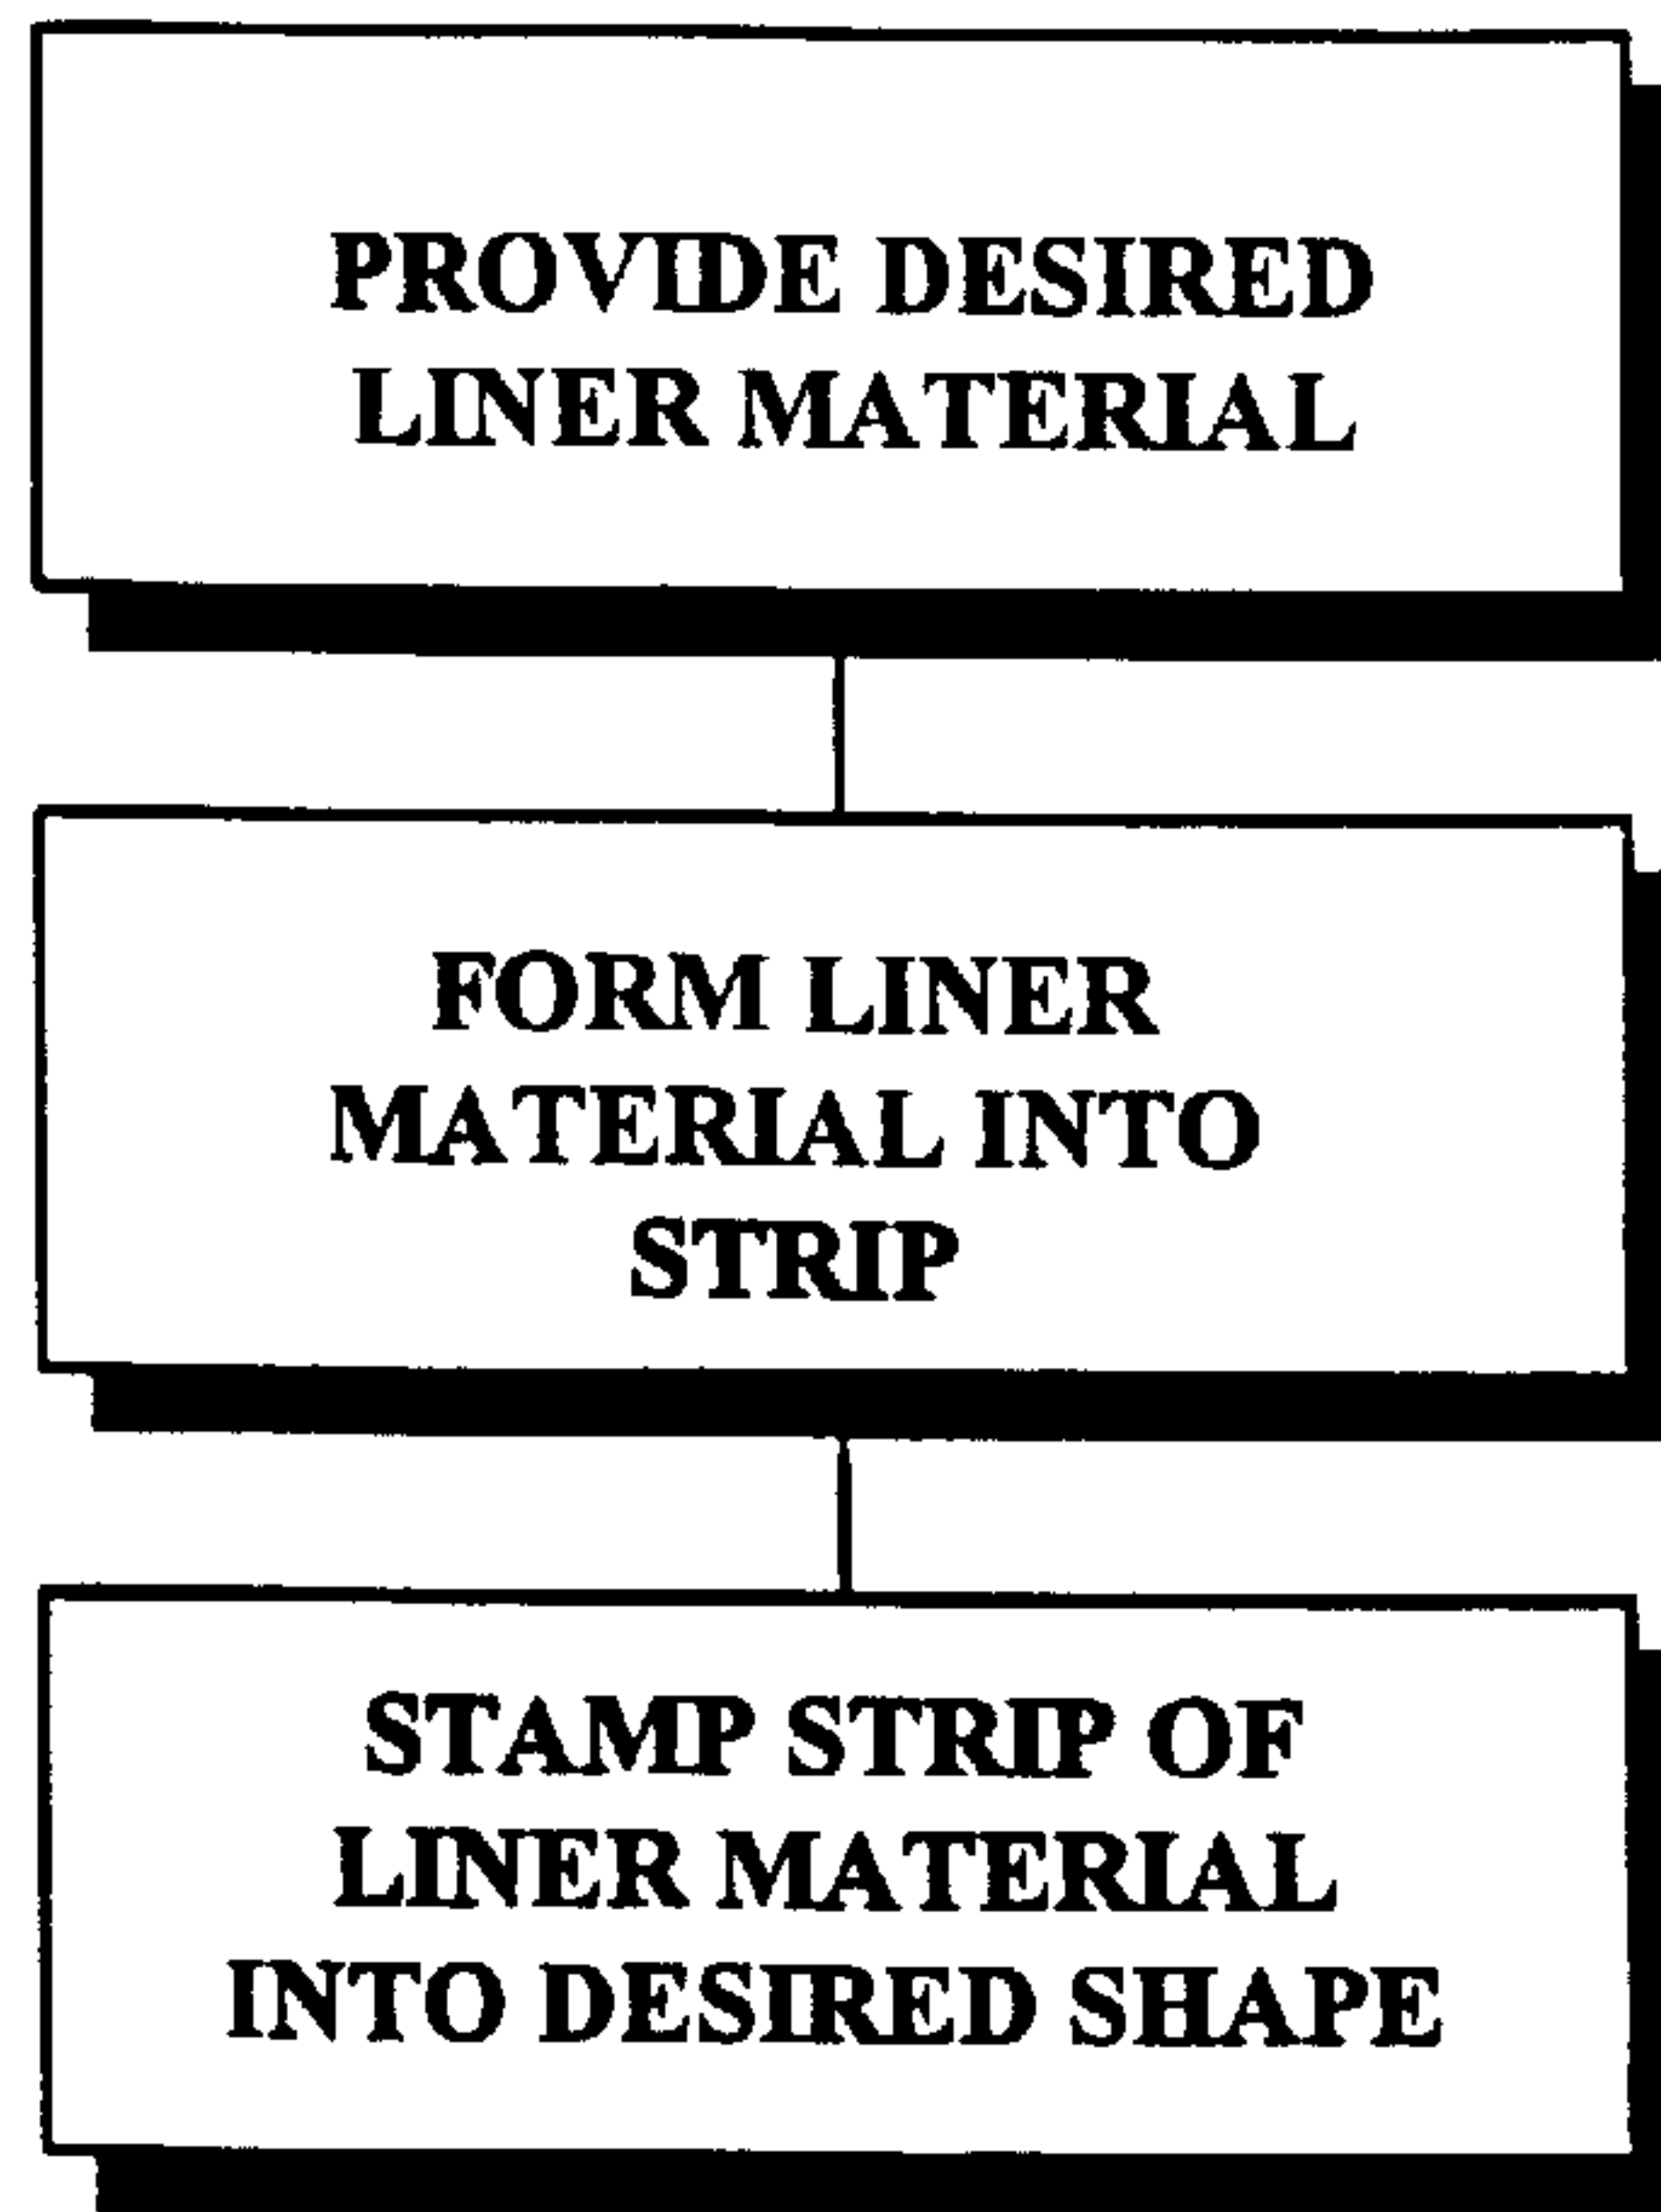 PROVIDE DESIRED
LINER MATERIAL
FORM LINER
MATERIAL INTO
STRIP
STAMP STRIP OF
LINER MATERIAL
INTO DESIRED SHAPE